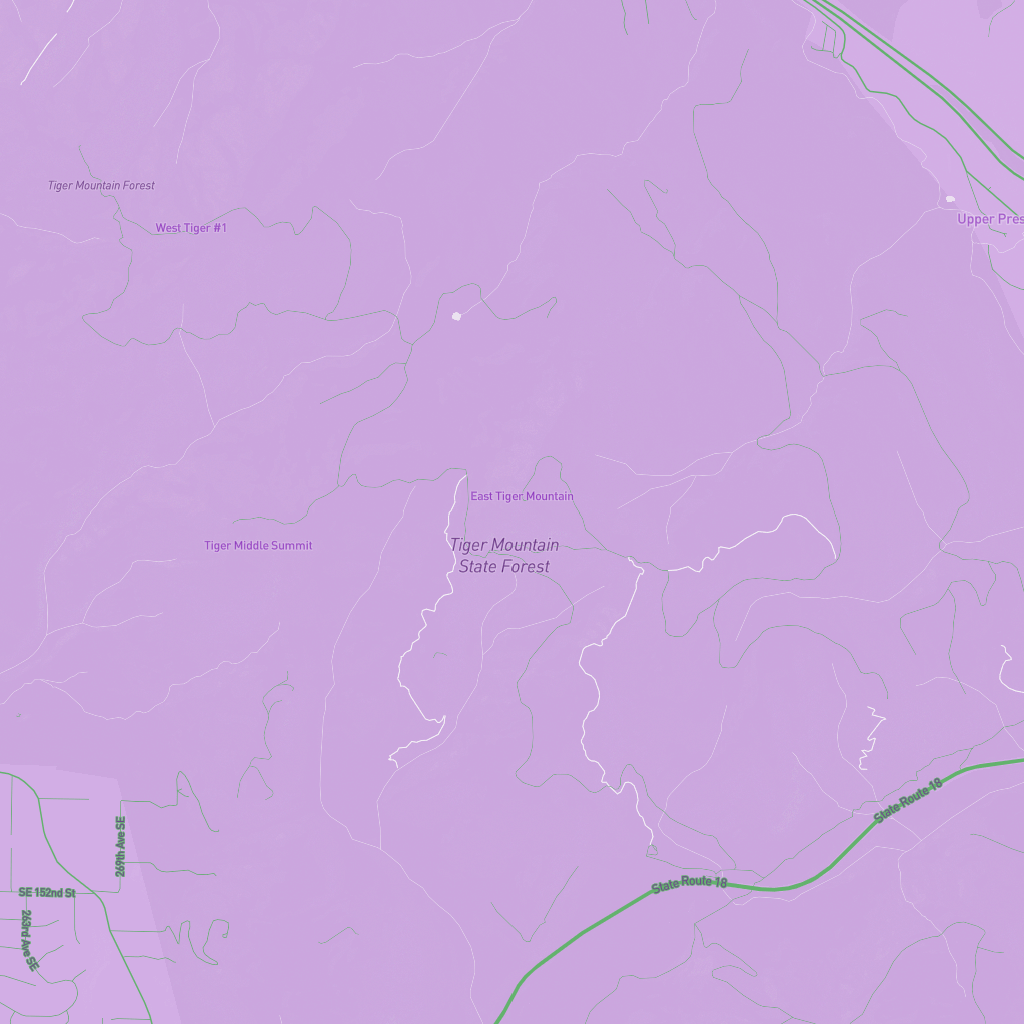 Tiger Mountain Forest
Upper Pres
West Tiger #1
East Tiger Mountain
Tiger Middle Summit
Tiger Mountain
State Forest
State Route 18
269th Ave SE
State Route 18
SE 152nd St
263rd Ave SE